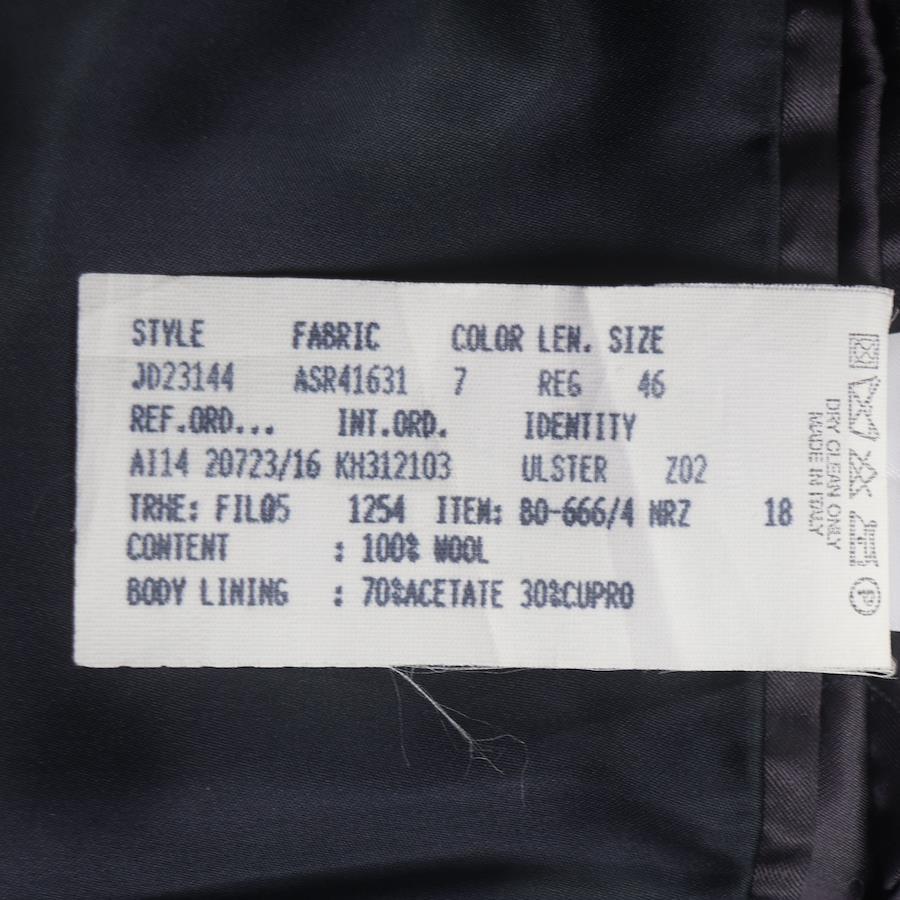 STYLE FABRIC COLOR LEN. SIZE
JD23144 ASR41631 7 REG 46
REF.ORD... INT.ORD. IDENTITY
AI14 20723/16 KH312103 ULSTER Z02
TRHE: FIL05 1254 ITEM: 80-666/4 NRZ 18
CONTENT : 100% WOOL
BODY LINING : 70%ACETATE 30%CUPRO
DRY CLEAN ONLY
MADE IN ITALY
P